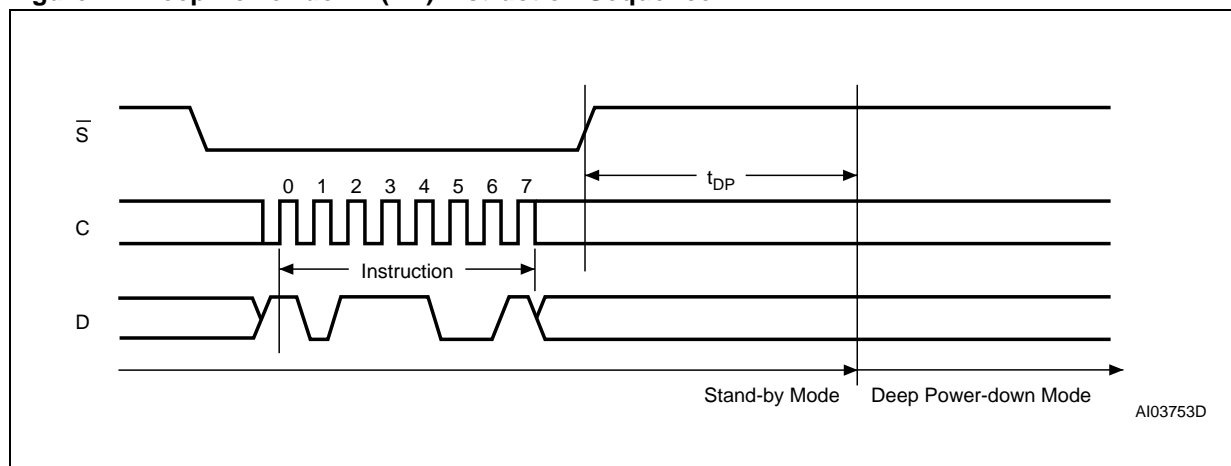 S
t_DP
0 1 2 3 4 5 6 7
C
Instruction
D
Stand-by Mode Deep Power-down Mode
AI03753D